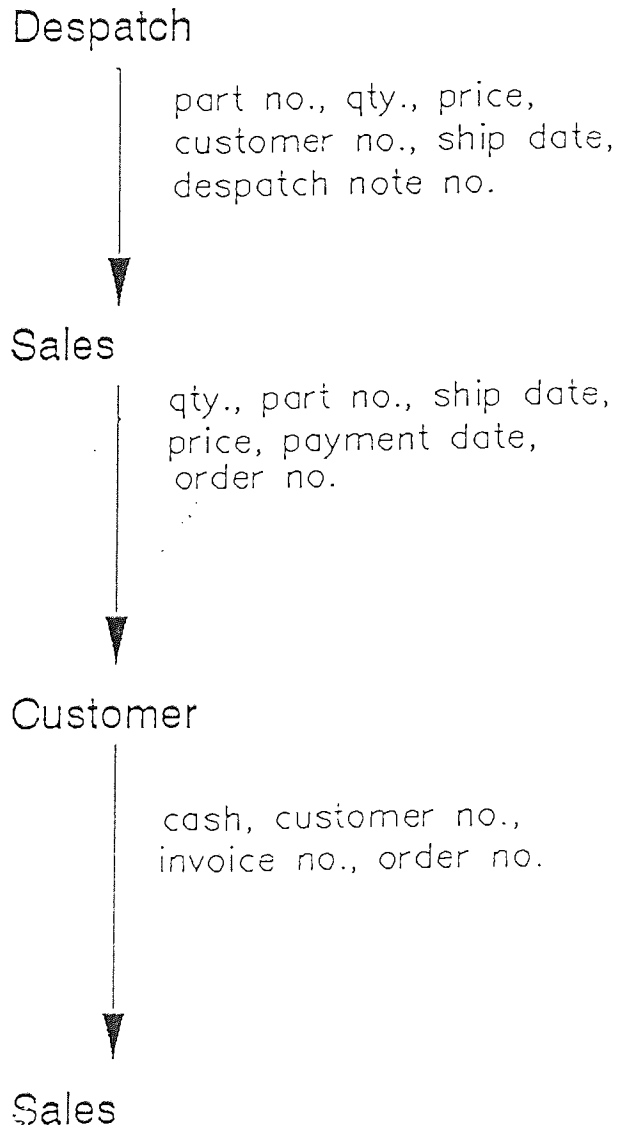 Despatch
part no., qty., price,
customer no., ship date,
despatch note no.
Sales
qty., part no., ship date,
price, payment date,
order no.
Customer
cash, customer no.,
invoice no., order no.
Sales